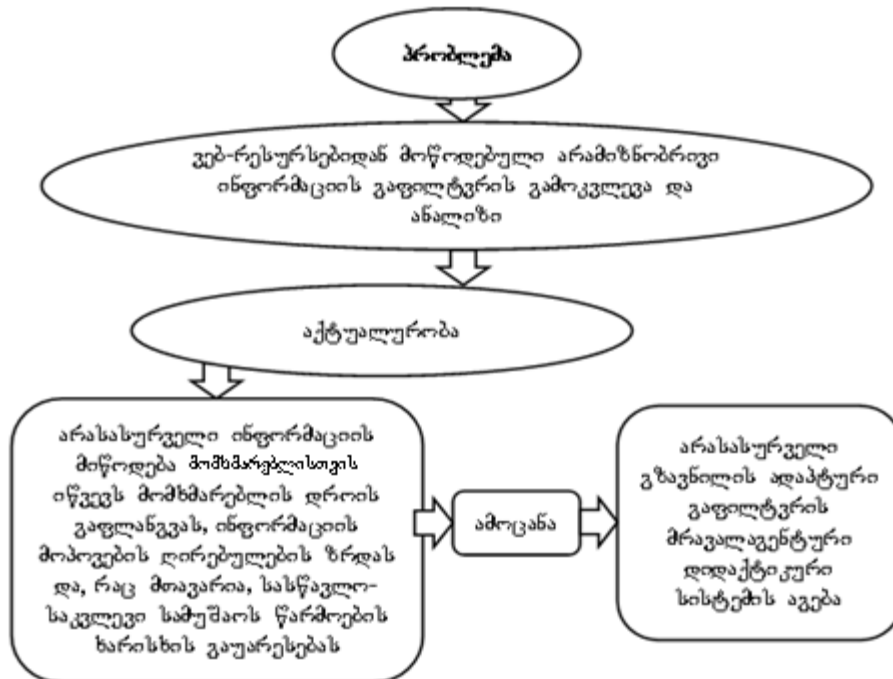 პრობლემა
ვებ-რესურსებიდან მოწოდებული არამიზნობრივი
ინფორმაციის გაფილტვრის გამოკვლევა და
ანალიზი
აქტუალურობა
არასასურველი ინფორმაციის
მიწოდება მომხმარებლისთვის
იწვევს მომხმარებლის დროის
გაფლანგვას, ინფორმაციის
მოპოვების ღირებულების ზრდას
და, რაც მთავარია, სასწავლო-
საკვლევი სამუშაოს წარმოების
ხარისხის გაუარესებას
ამოცანა
არასასურველი
გზავნილის ადაპტური
გაფილტვრის
მრავალაგენტური
დიდაქტიკური
სისტემის აგება